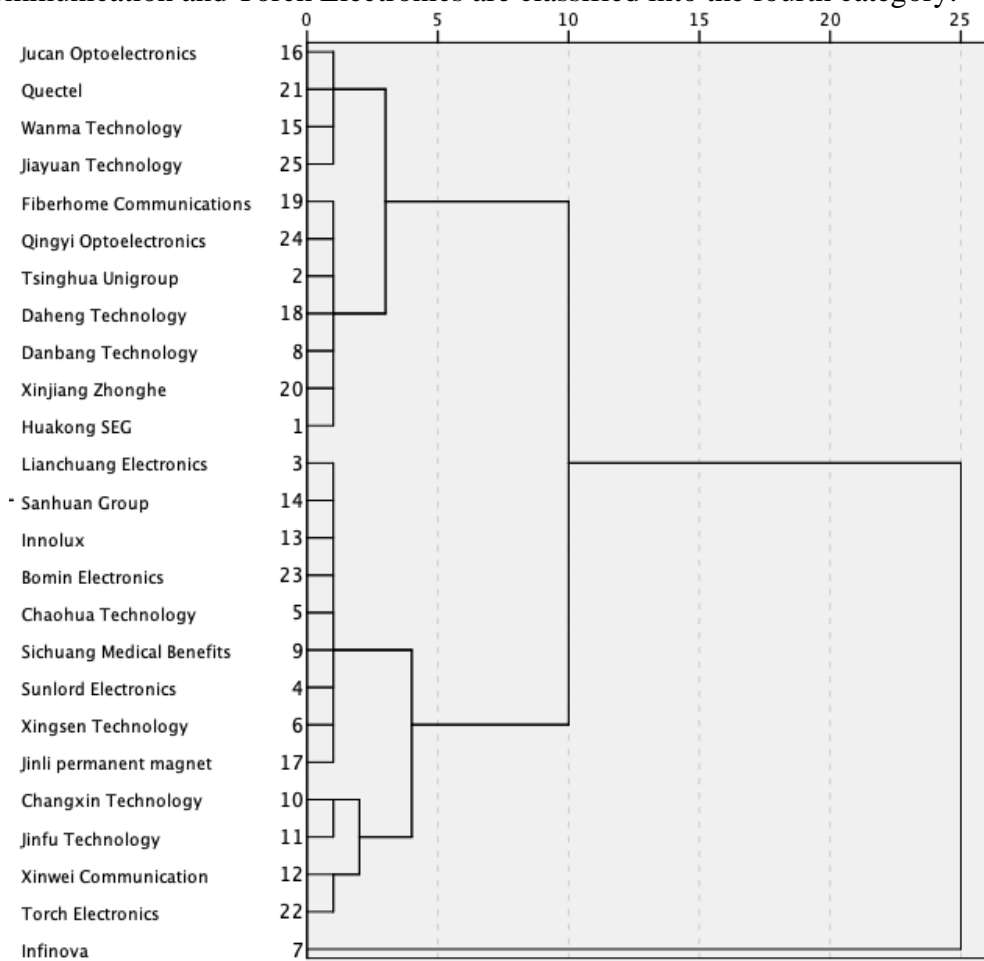 mmunication and Torch Electronics are classified into the fourth category.
0 5 10 15 20 25
Jucan Optoelectronics 16
Quectel 21
Wanma Technology 15
Jiayuan Technology 25
Fiberhome Communications 19
Qingyi Optoelectronics 24
Tsinghua Unigroup 2
Daheng Technology 18
Danbang Technology 8
Xinjiang Zhonghe 20
Huakong SEG 1
Lianchuang Electronics 3
Sanhuan Group 14
Innolux 13
Bomin Electronics 23
Chaohua Technology 5
Sichuang Medical Benefits 9
Sunlord Electronics 4
Xingsen Technology 6
Jinli permanent magnet 17
Changxin Technology 10
Jinfu Technology 11
Xinwei Communication 12
Torch Electronics 22
Infinova 7